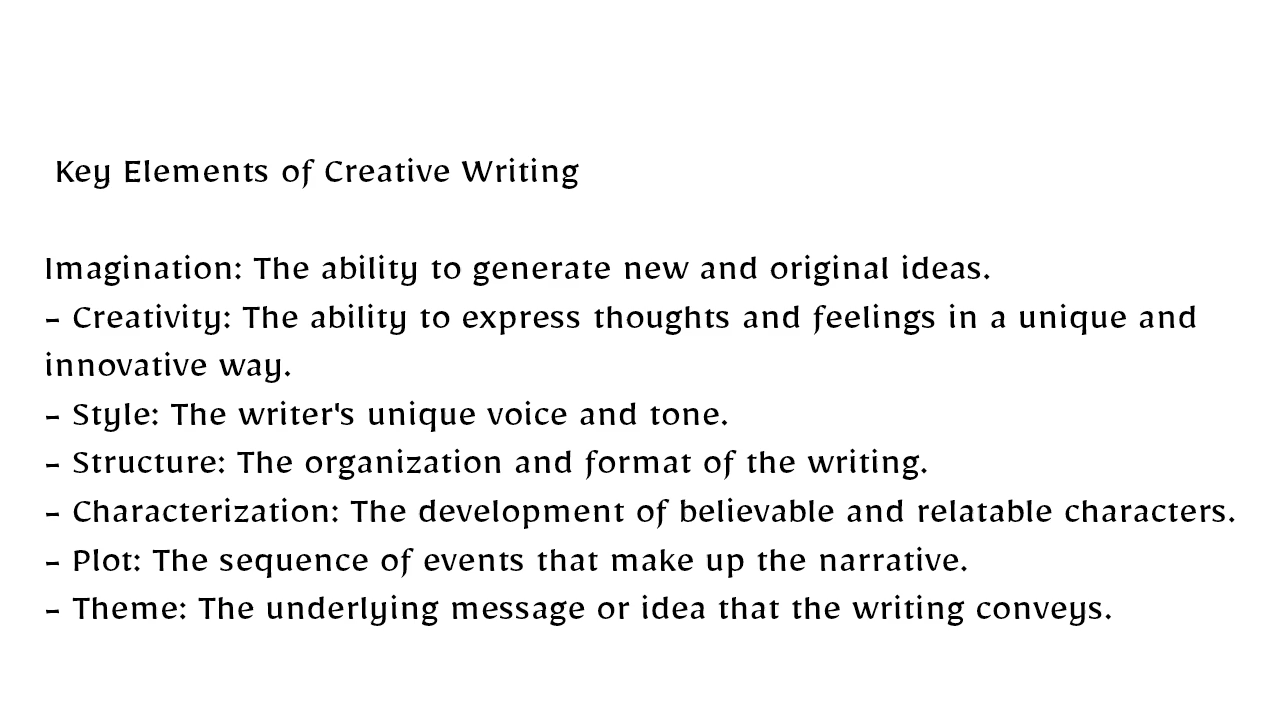 Key Elements of Creative Writing
Imagination: The ability to generate new and original ideas.
– Creativity: The ability to express thoughts and feelings in a unique and
innovative way.
– Style: The writer's unique voice and tone.
– Structure: The organization and format of the writing.
– Characterization: The development of believable and relatable characters.
– Plot: The sequence of events that make up the narrative.
– Theme: The underlying message or idea that the writing conveys.